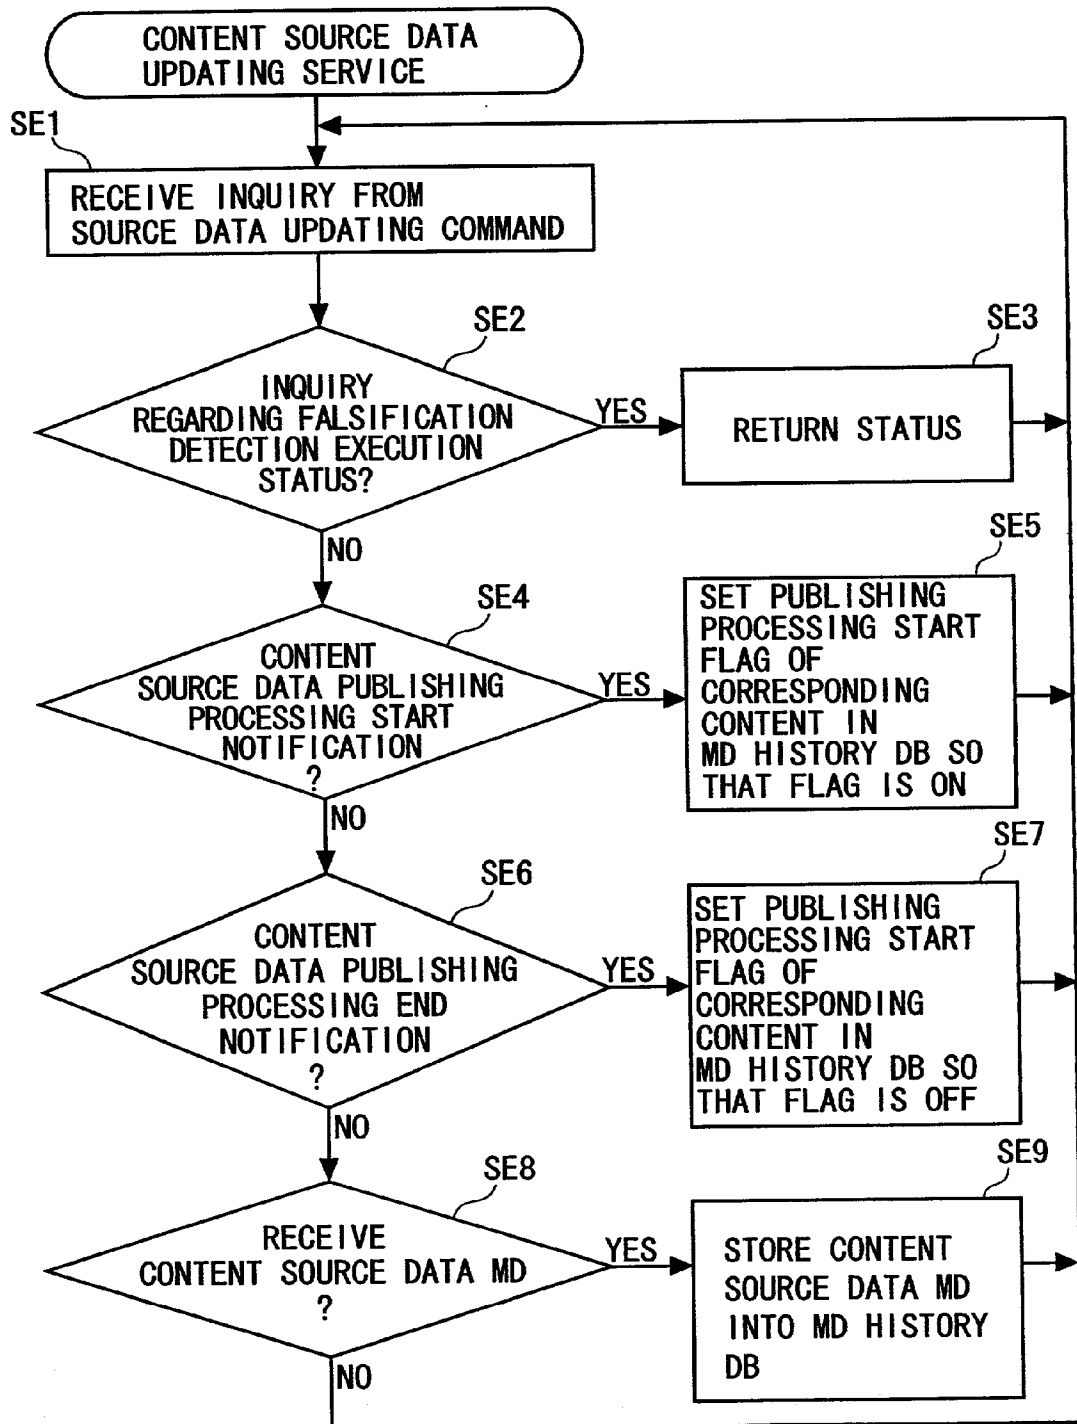 CONTENT SOURCE DATA
UPDATING SERVICE
SE1
RECEIVE INQUIRY FROM
SOURCE DATA UPDATING COMMAND
SE2
INQUIRY
REGARDING FALSIFICATION
DETECTION EXECUTION
STATUS?
YES
SE3
RETURN STATUS
NO
SE4
CONTENT
SOURCE DATA PUBLISHING
PROCESSING START
NOTIFICATION
?
YES
SE5
SET PUBLISHING
PROCESSING START
FLAG OF
CORRESPONDING
CONTENT IN
MD HISTORY DB SO
THAT FLAG IS ON
NO
SE6
CONTENT
SOURCE DATA PUBLISHING
PROCESSING END
NOTIFICATION
?
YES
SE7
SET PUBLISHING
PROCESSING START
FLAG OF
CORRESPONDING
CONTENT IN
MD HISTORY DB SO
THAT FLAG IS OFF
NO
SE8
RECEIVE
CONTENT SOURCE DATA MD
?
YES
SE9
STORE CONTENT
SOURCE DATA MD
INTO MD HISTORY
DB
NO